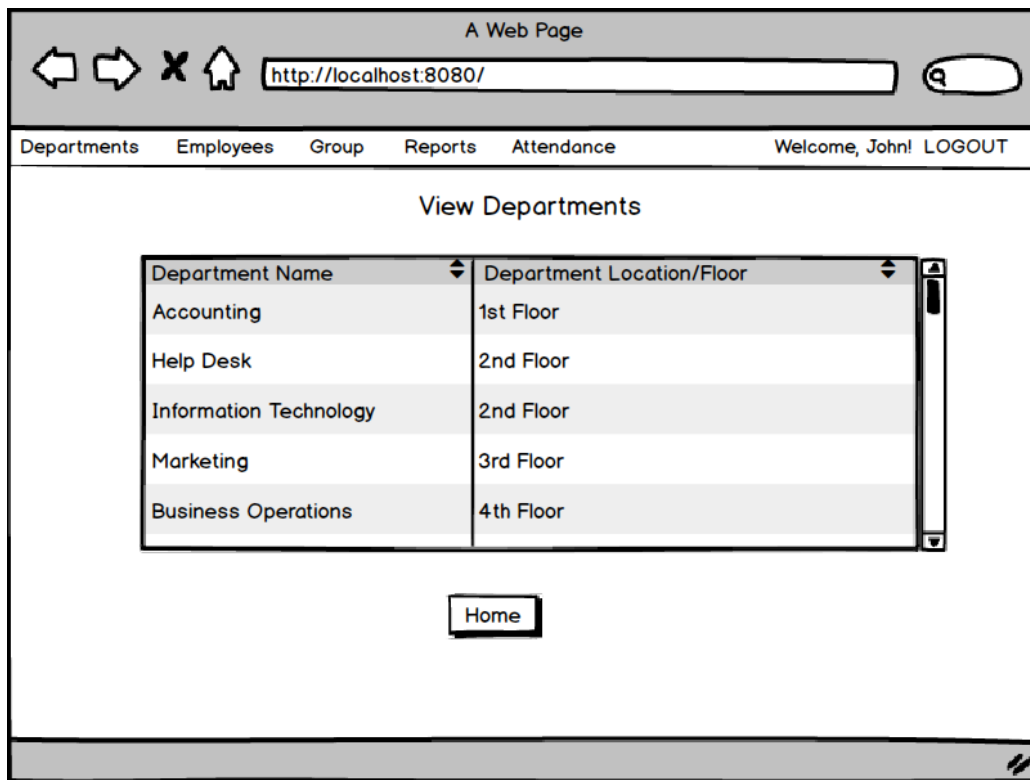 A Web Page
http://localhost:8080/
Departments Employees Group Reports Attendance Welcome, John! LOGOUT
View Departments
Department Name Department Location/Floor
Accounting 1st Floor
Help Desk 2nd Floor
Information Technology 2nd Floor
Marketing 3rd Floor
Business Operations 4th Floor
Home